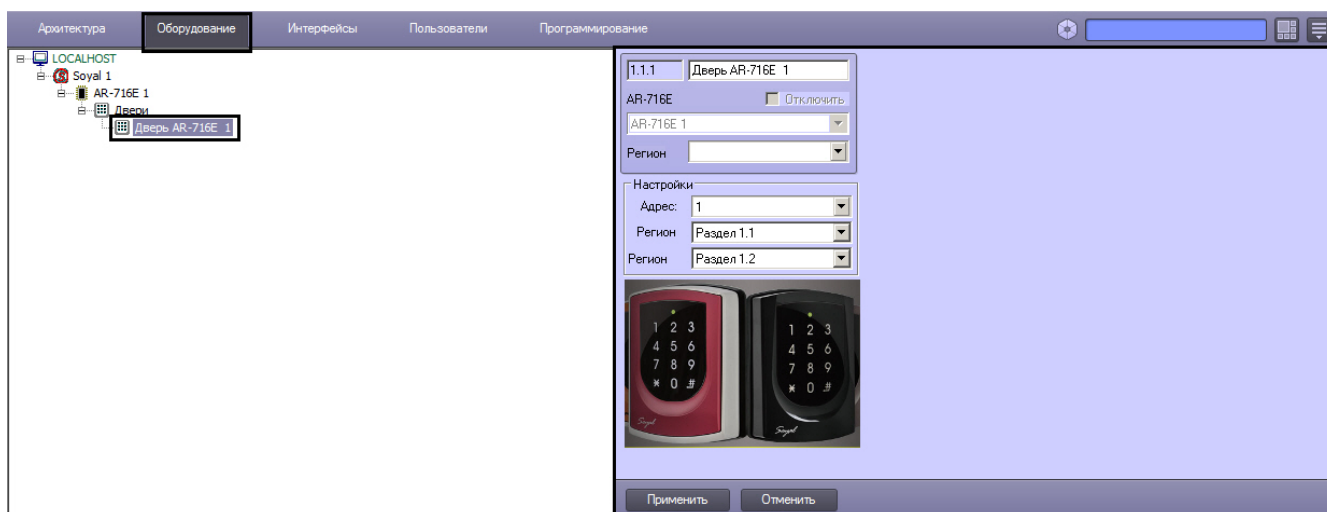 Архитектура Оборудование Интерфейсы Пользователи Программирование
LOCALHOST
Soyal 1
AR-716E 1
Двери
Дверь AR-716E 1
1.1.1 Дверь AR-716E 1
AR-716E Отключить
AR-716E 1
Регион
Настройки
Адрес: 1
Регион Раздел 1.1
Регион Раздел 1.2
1 2 3 1 2 3
4 5 6 4 5 6
7 8 9 7 8 9
* 0 # * 0 #
Soyal Soyal
Применить Отменить